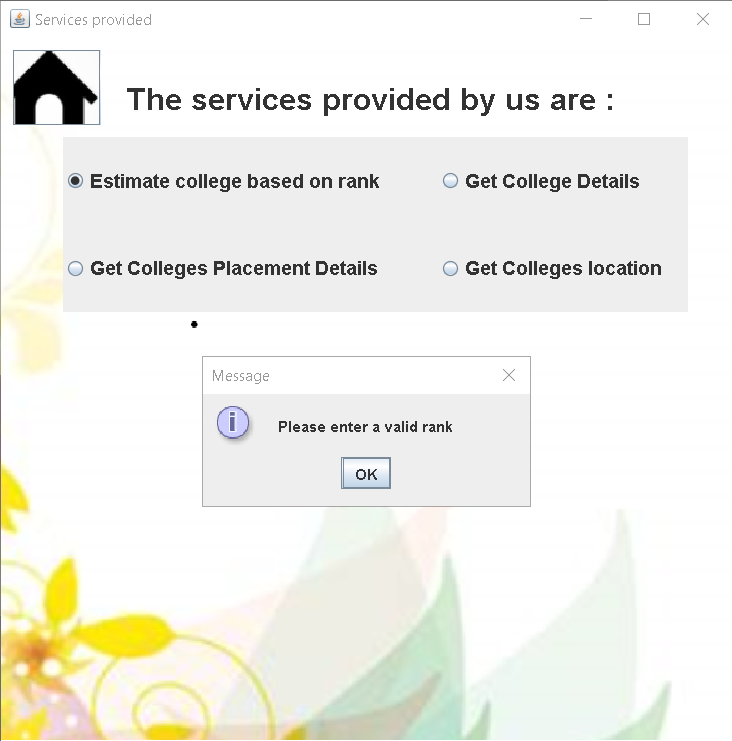 Services provided
The services provided by us are :
Estimate college based on rank
Get College Details
Get Colleges Placement Details
Get Colleges location
Message
i
Please enter a valid rank
OK